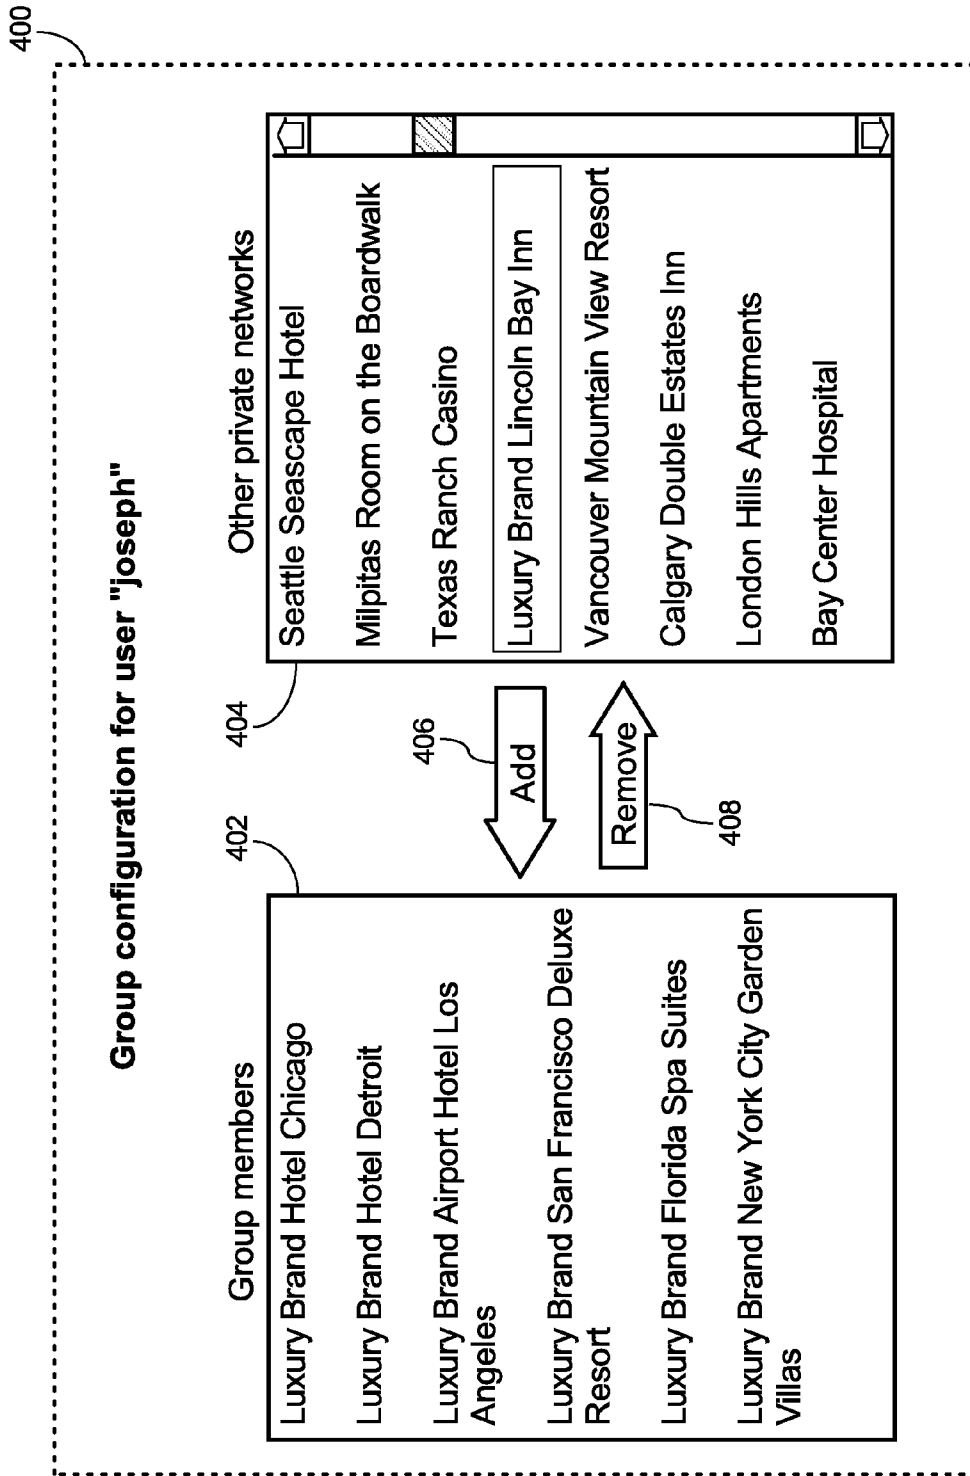 400
Group configuration for user "joseph"
Group members
402
Luxury Brand Hotel Chicago
Luxury Brand Hotel Detroit
Luxury Brand Airport Hotel Los
Angeles
Luxury Brand San Francisco Deluxe
Resort
Luxury Brand Florida Spa Suites
Luxury Brand New York City Garden
Villas
406
Add
Remove
408
Other private networks
404
Seattle Seascape Hotel
Milpitas Room on the Boardwalk
Texas Ranch Casino
Luxury Brand Lincoln Bay Inn
Vancouver Mountain View Resort
Calgary Double Estates Inn
London Hills Apartments
Bay Center Hospital